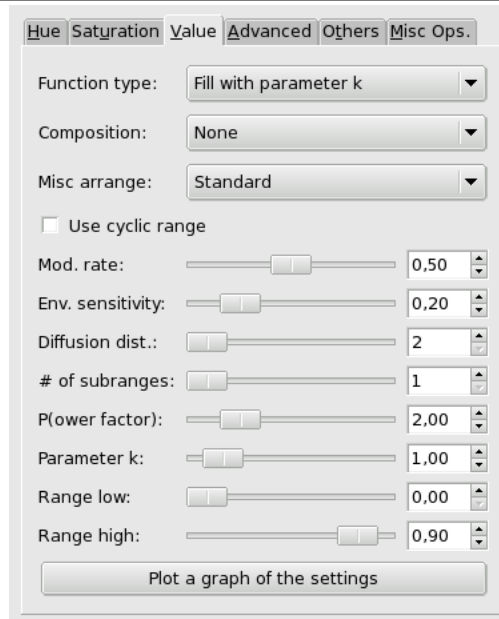 Hue Saturation Value Advanced Others Misc Ops.
Function type: Fill with parameter k
Composition: None
Misc arrange: Standard
Use cyclic range
Mod. rate: 0,50
Env. sensitivity: 0,20
Diffusion dist.: 2
# of subranges: 1
P(ower factor): 2,00
Parameter k: 1,00
Range low: 0,00
Range high: 0,90
Plot a graph of the settings